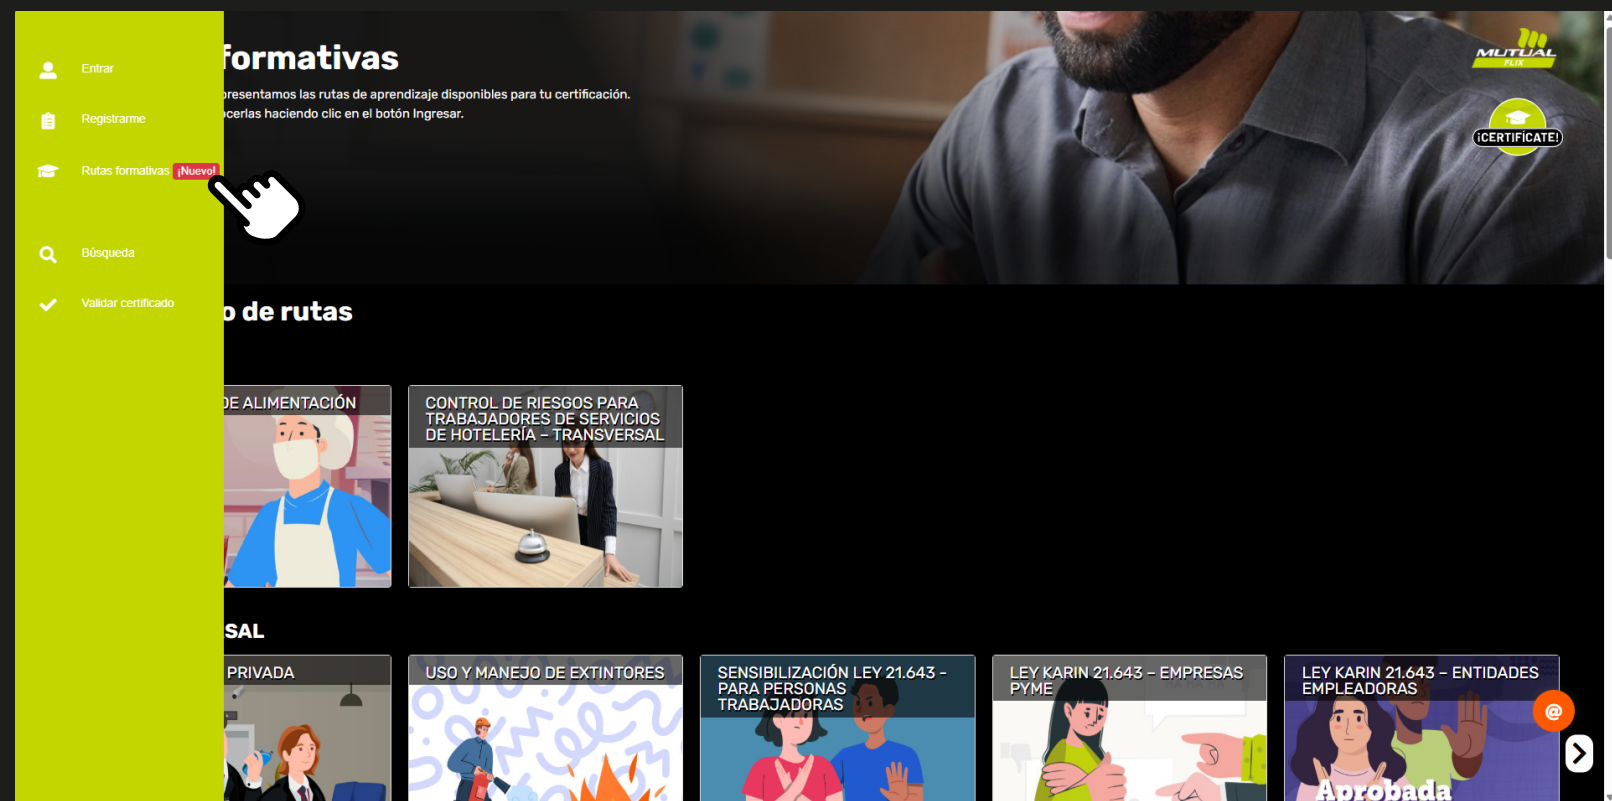 Entrar
Registrarme
Rutas formativas ¡Nuevo!
Búsqueda
Validar certificado
formativas
presentamos las rutas de aprendizaje disponibles para tu certificación.
ocerlas haciendo clic en el botón Ingresar.
MUTUAL
FLIX
¡CERTIFÍCATE!
o de rutas
DE ALIMENTACIÓN
CONTROL DE RIESGOS PARA
TRABAJADORES DE SERVICIOS
DE HOTELERÍA – TRANSVERSAL
SAL
PRIVADA
USO Y MANEJO DE EXTINTORES
SENSIBILIZACIÓN LEY 21.643 -
PARA PERSONAS
TRABAJADORAS
LEY KARIN 21.643 – EMPRESAS
PYME
LEY KARIN 21.643 – ENTIDADES
EMPLEADORAS
Aprobada
@